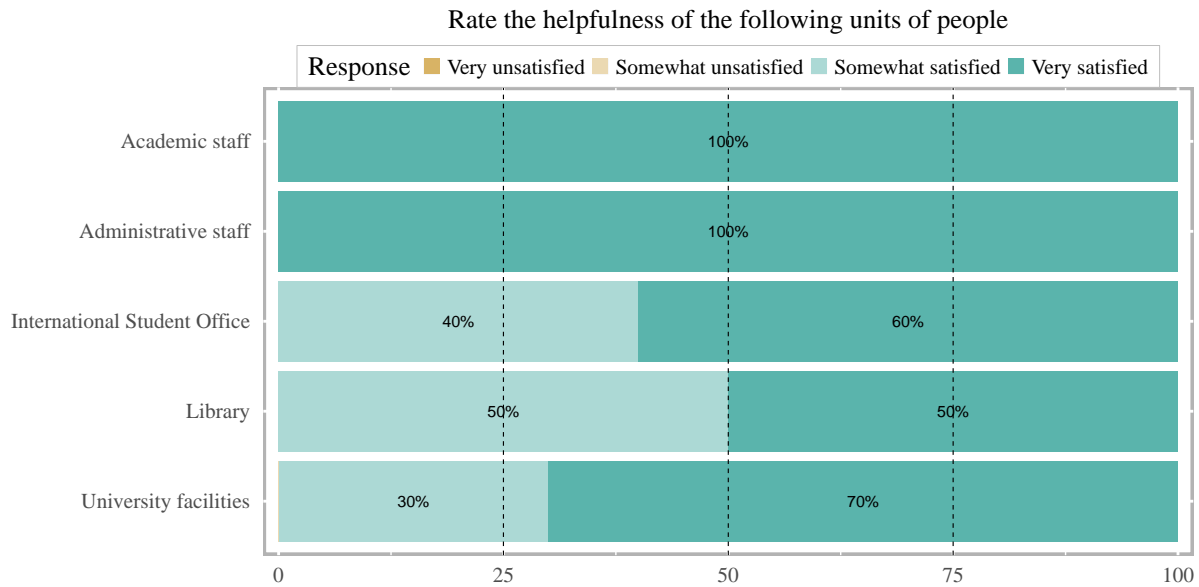 Rate the helpfulness of the following units of people
Response Very unsatisfied Somewhat unsatisfied Somewhat satisfied Very satisfied
Academic staff 100%
Administrative staff 100%
International Student Office 40% 60%
Library 50% 50%
University facilities 30% 70%
0 25 50 75 100